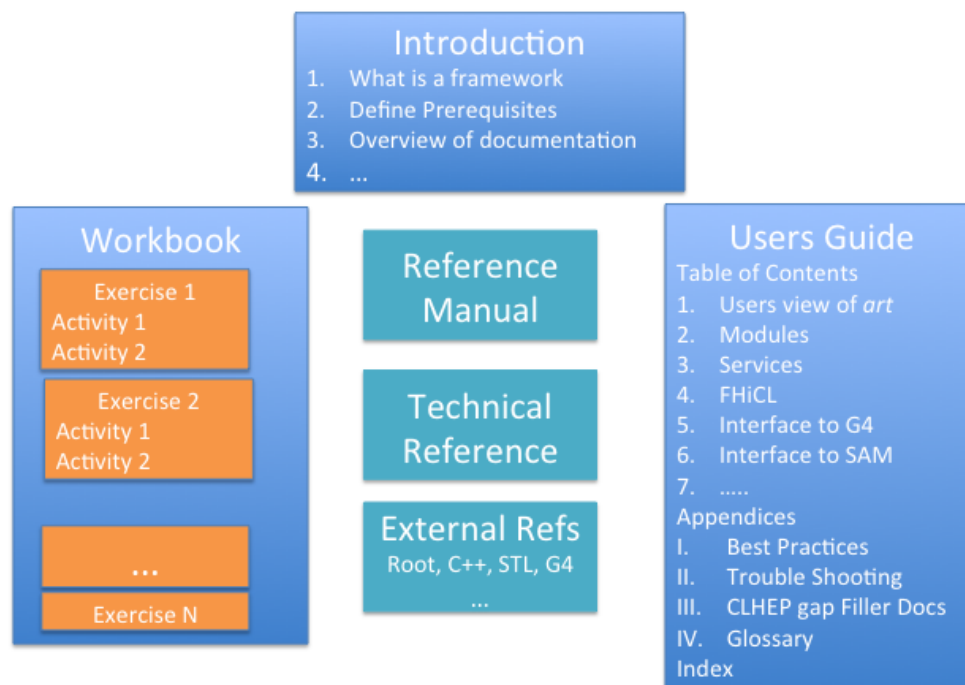 Introduction
1. What is a framework
2. Define Prerequisites
3. Overview of documentation
4. ...
Workbook
Exercise 1
Activity 1
Activity 2
Exercise 2
Activity 1
Activity 2
...
Exercise N
Reference
Manual
Technical
Reference
External Refs
Root, C++, STL, G4
...
Users Guide
Table of Contents
1. Users view of art
2. Modules
3. Services
4. FHiCL
5. Interface to G4
6. Interface to SAM
7. .....
Appendices
I. Best Practices
II. Trouble Shooting
III. CLHEP gap Filler Docs
IV. Glossary
Index